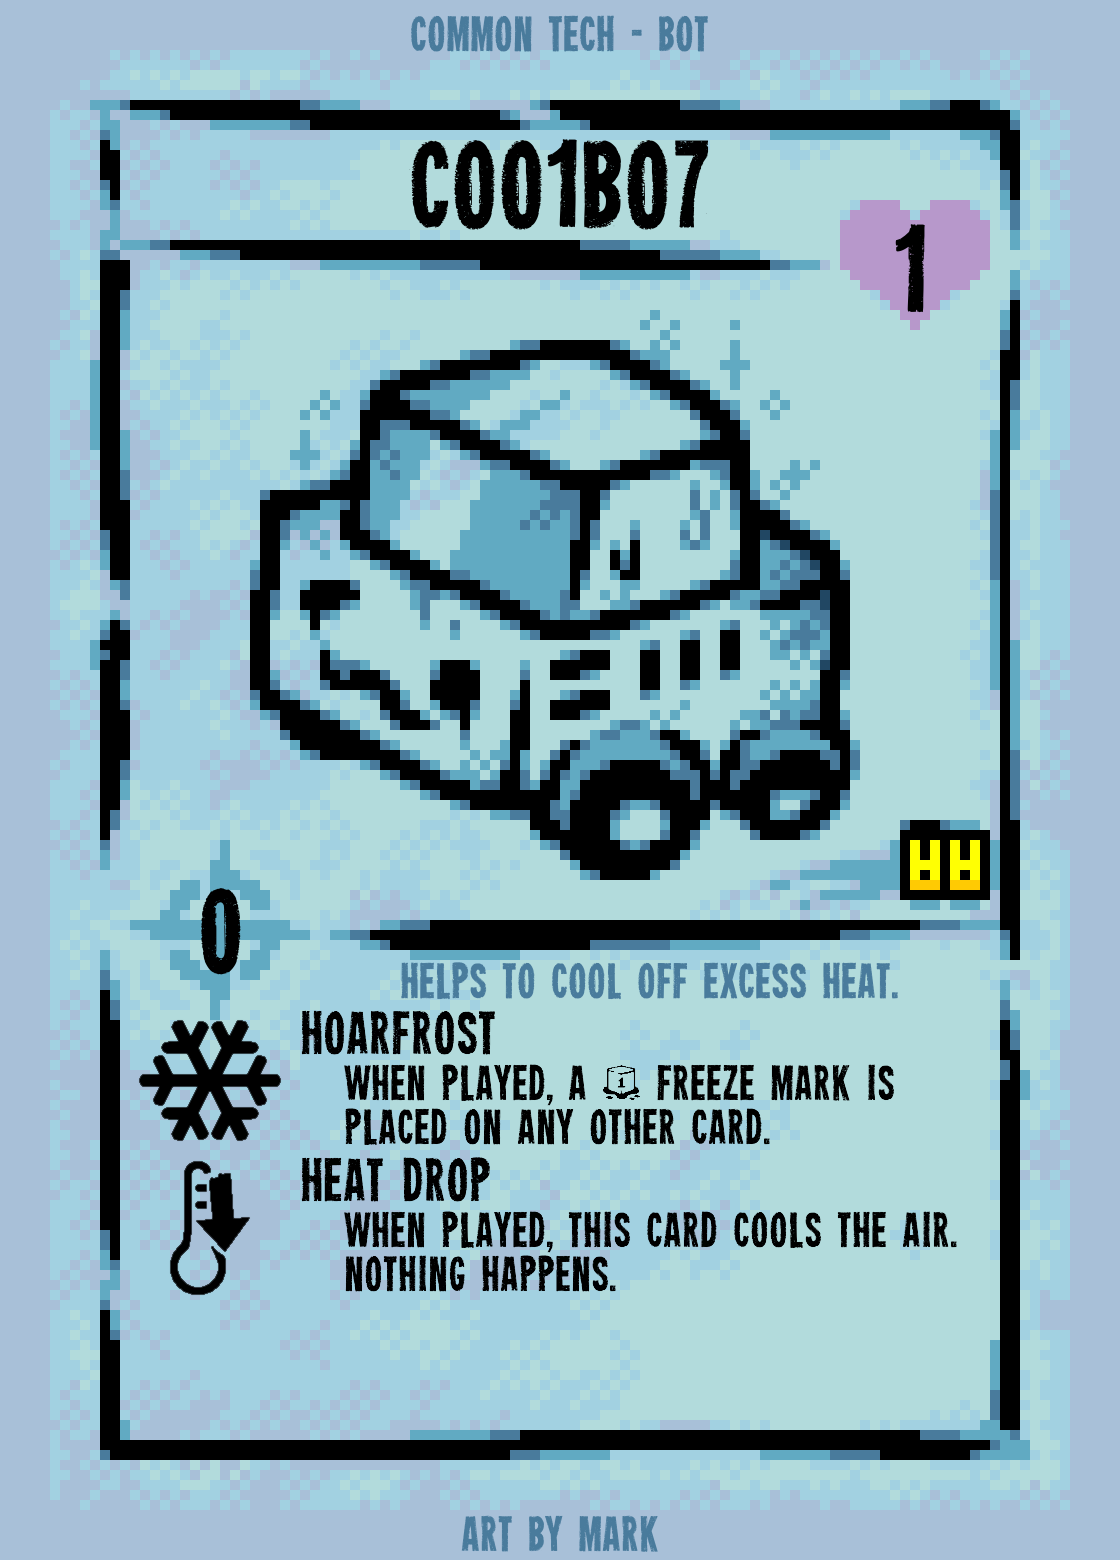 COMMON TECH - BOT
C001B07
1
0
HELPS TO COOL OFF EXCESS HEAT.
HOARFROST
WHEN PLAYED, A 1 FREEZE MARK IS
PLACED ON ANY OTHER CARD.
HEAT DROP
WHEN PLAYED, THIS CARD COOLS THE AIR.
NOTHING HAPPENS.
ART BY MARK